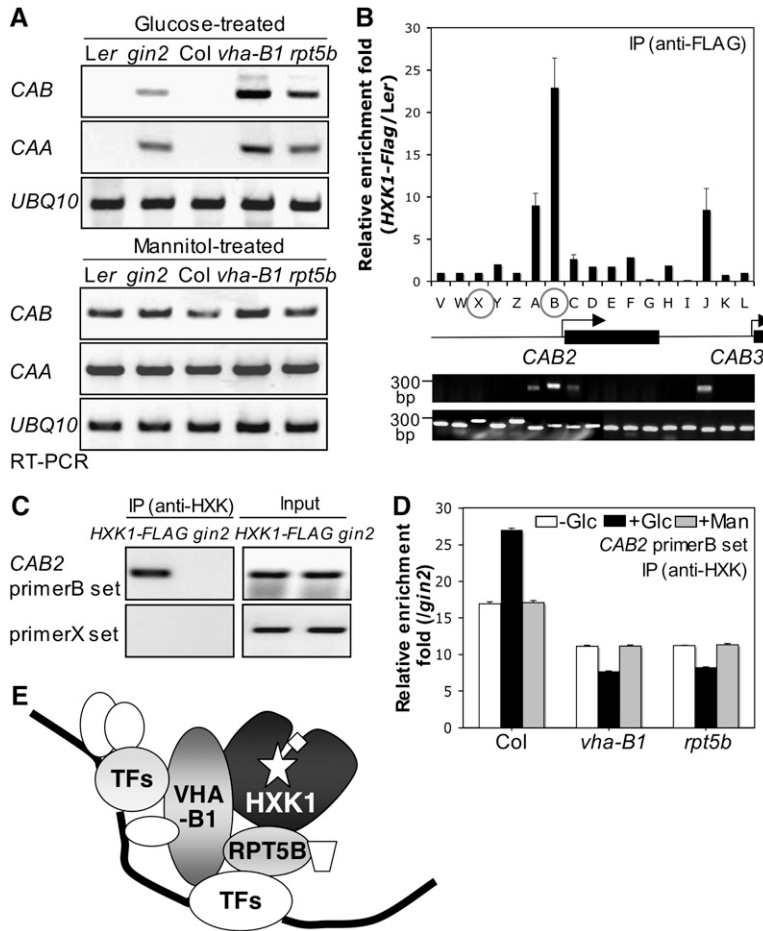 A
Glucose-treated
Ler gin2 Col vha-B1 rpt5b
CAB
CAA
UBQ10
Mannitol-treated
Ler gin2 Col vha-B1 rpt5b
CAB
CAA
UBQ10
RT-PCR
B
IP (anti-FLAG)
Relative enrichment fold
(HXK1-Flag/Ler)
30
25
20
15
10
5
0
V W X Y Z A B C D E F G H I J K L
CAB2 CAB3
300
bp
300
bp
C
IP (anti-HXK) Input
HXK1-FLAG gin2 HXK1-FLAG gin2
CAB2
primerB set
primerX set
D
-Glc +Glc +Man
CAB2 primerB set
IP (anti-HXK)
Relative enrichment
fold (/gin2)
30
25
20
15
10
5
0
Col vha-B1 rpt5b
E
TFs
VHA
-B1
HXK1
RPT5B
TFs